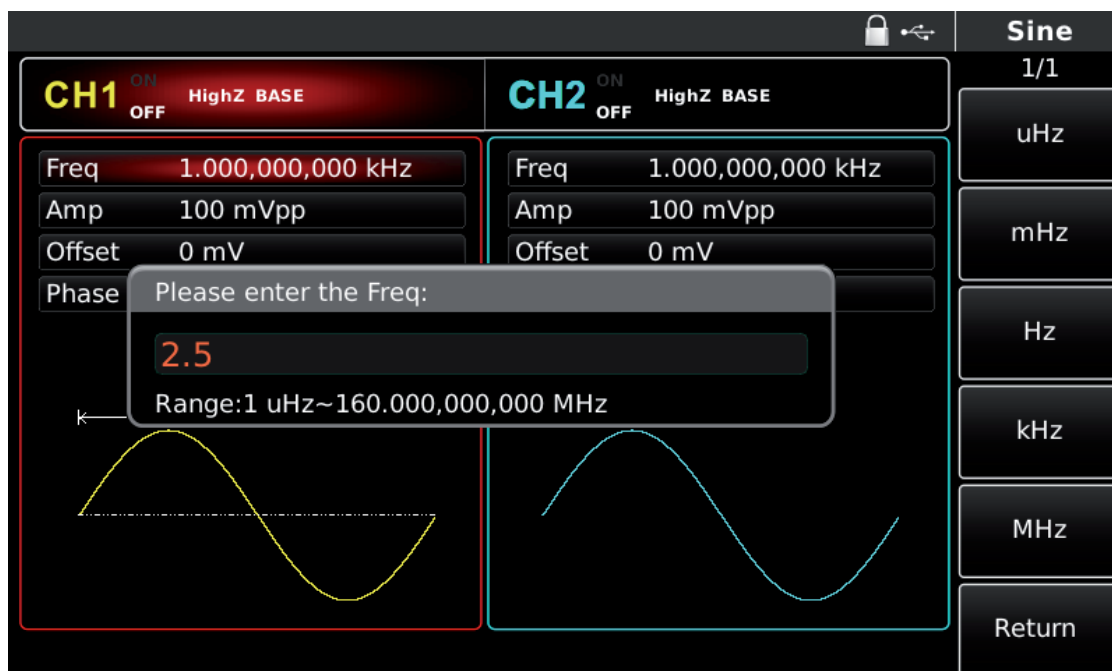 Sine
1/1
CH1 ON OFF HighZ BASE
CH2 ON OFF HighZ BASE
Freq 1.000,000,000 kHz
Amp 100 mVpp
Offset 0 mV
Phase
Freq 1.000,000,000 kHz
Amp 100 mVpp
Offset 0 mV
Please enter the Freq:
2.5
Range:1 uHz~160.000,000,000 MHz
uHz
mHz
Hz
kHz
MHz
Return